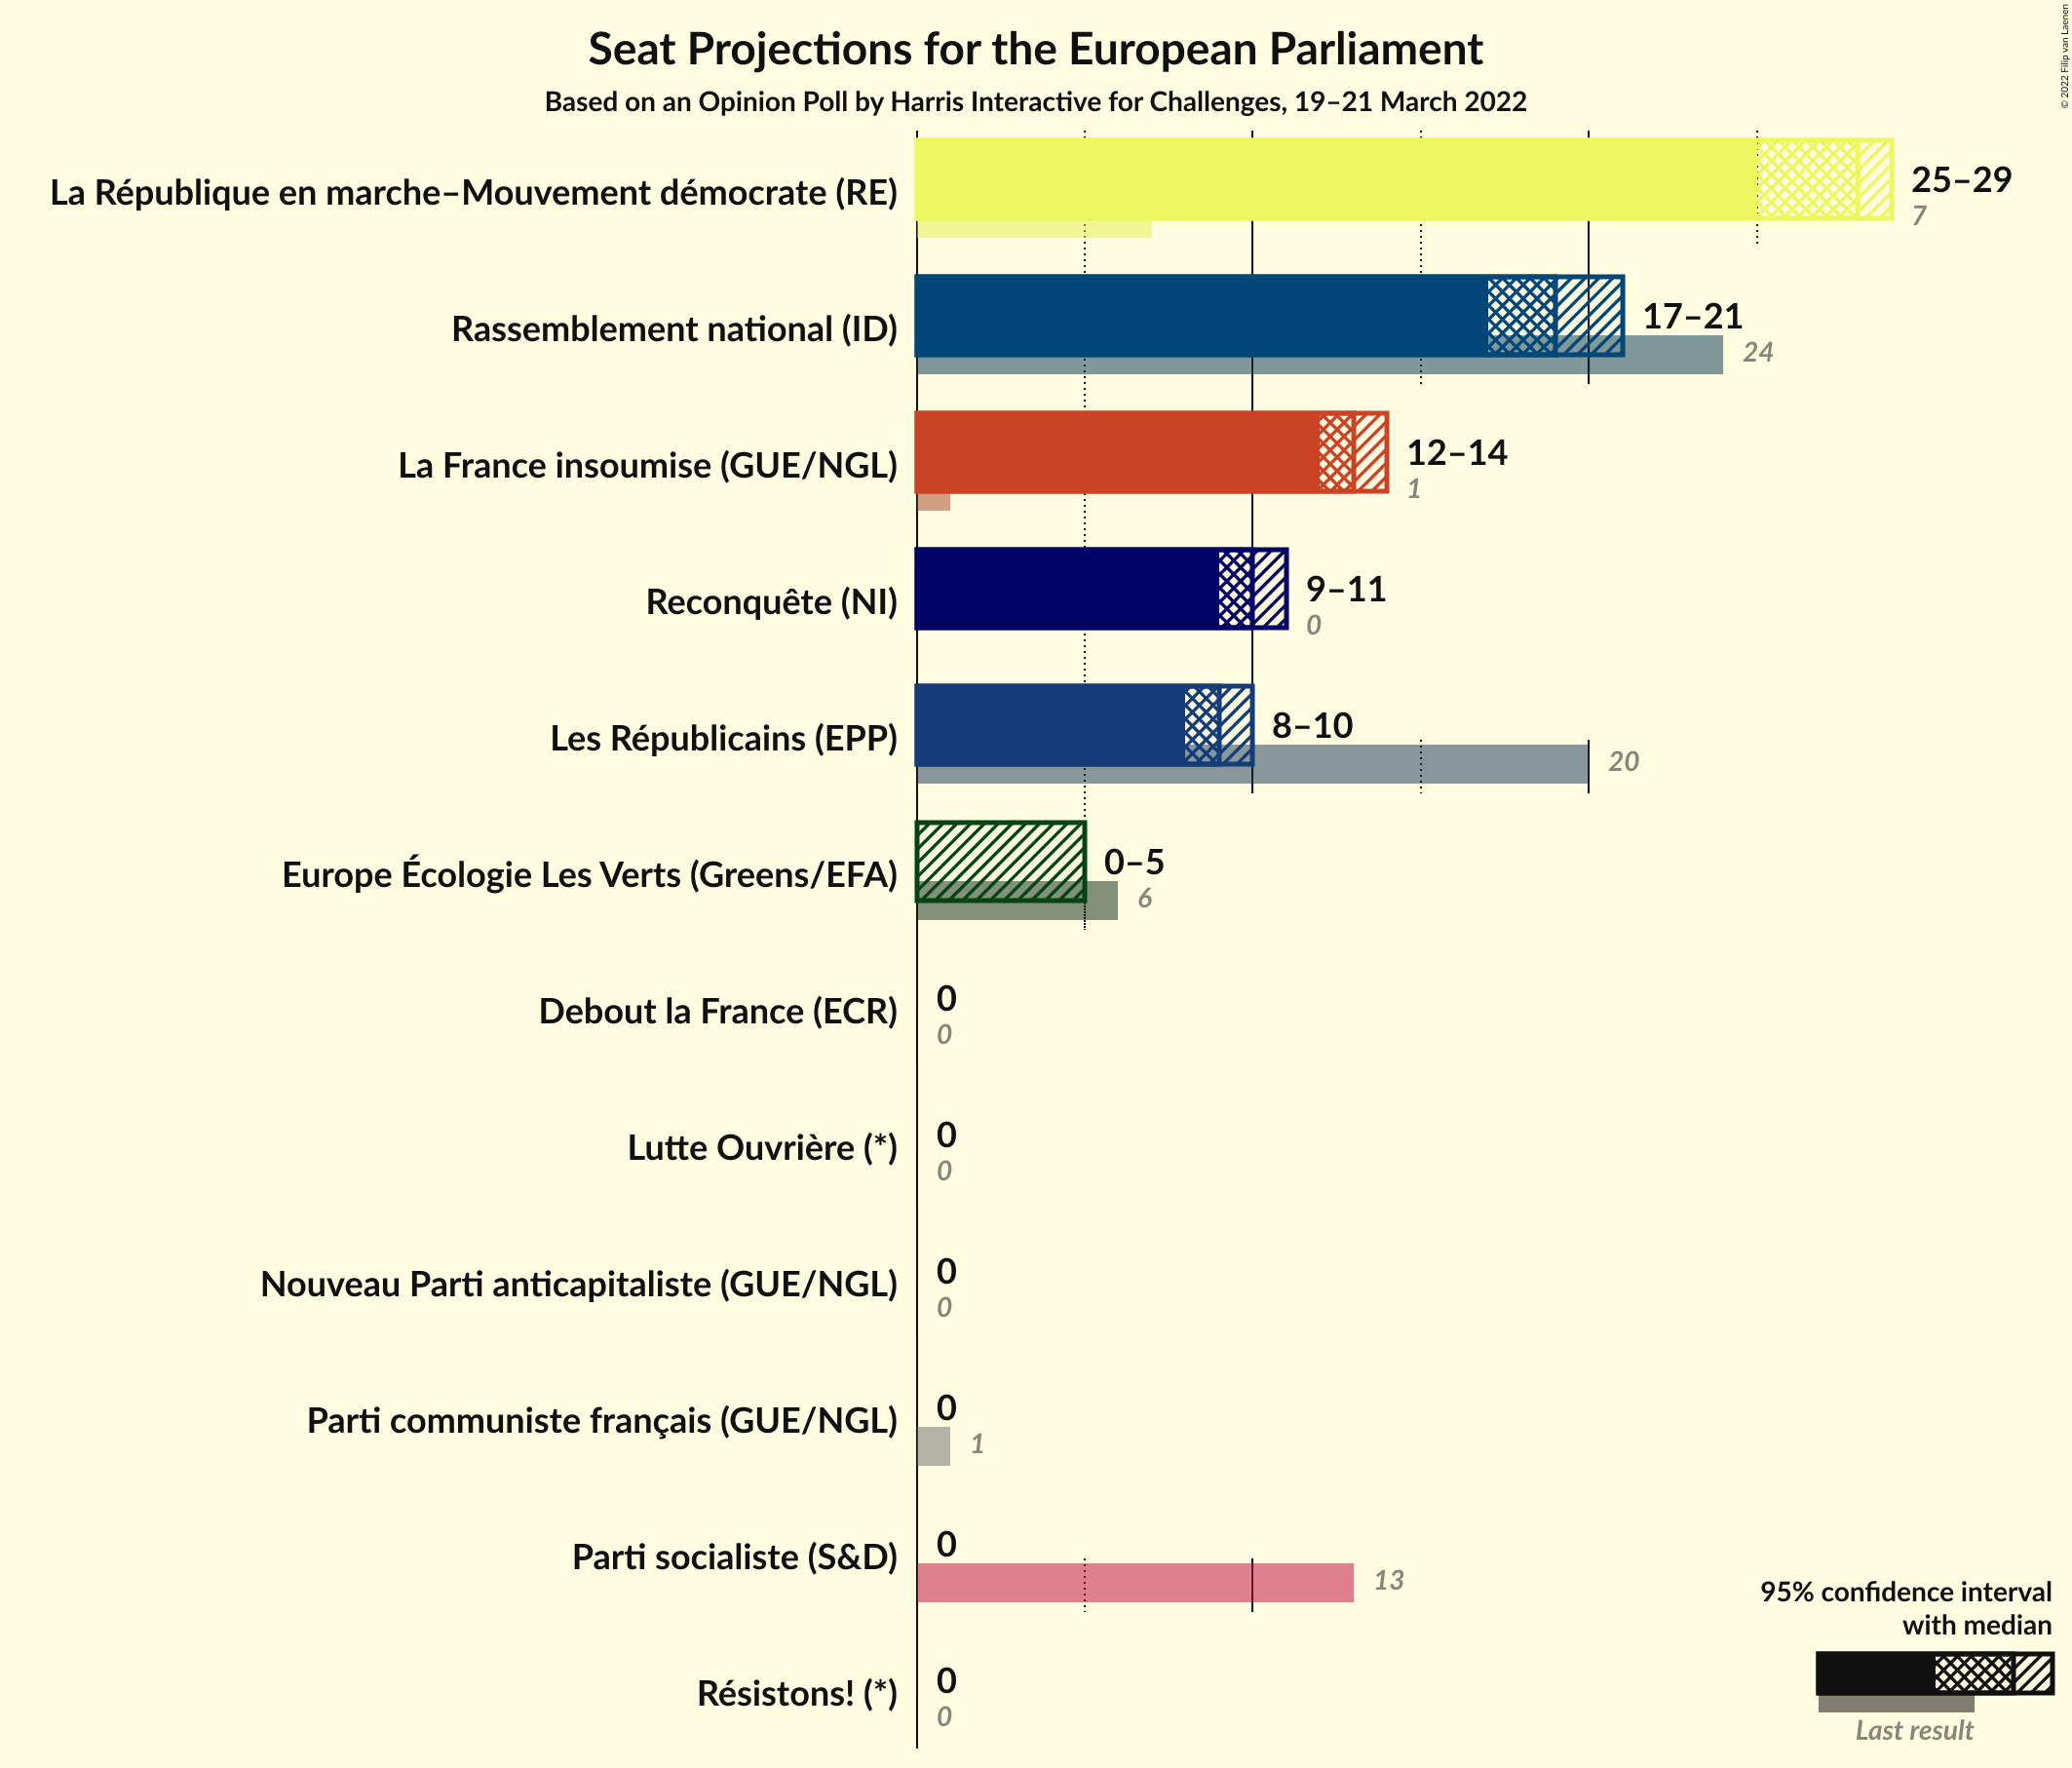 Seat Projections for the European Parliament
Based on an Opinion Poll by Harris Interactive for Challenges, 19–21 March 2022
© 2022 Filip van Laenen
La République en marche–Mouvement démocrate (RE)
25–29
7
Rassemblement national (ID)
17–21
24
La France insoumise (GUE/NGL)
12–14
1
Reconquête (NI)
9–11
0
Les Républicains (EPP)
8–10
20
Europe Écologie Les Verts (Greens/EFA)
0–5
6
Debout la France (ECR)
0
0
Lutte Ouvrière (*)
0
0
Nouveau Parti anticapitaliste (GUE/NGL)
0
0
Parti communiste français (GUE/NGL)
0
1
Parti socialiste (S&D)
0
13
Résistons! (*)
0
0
95% confidence interval
with median
Last result